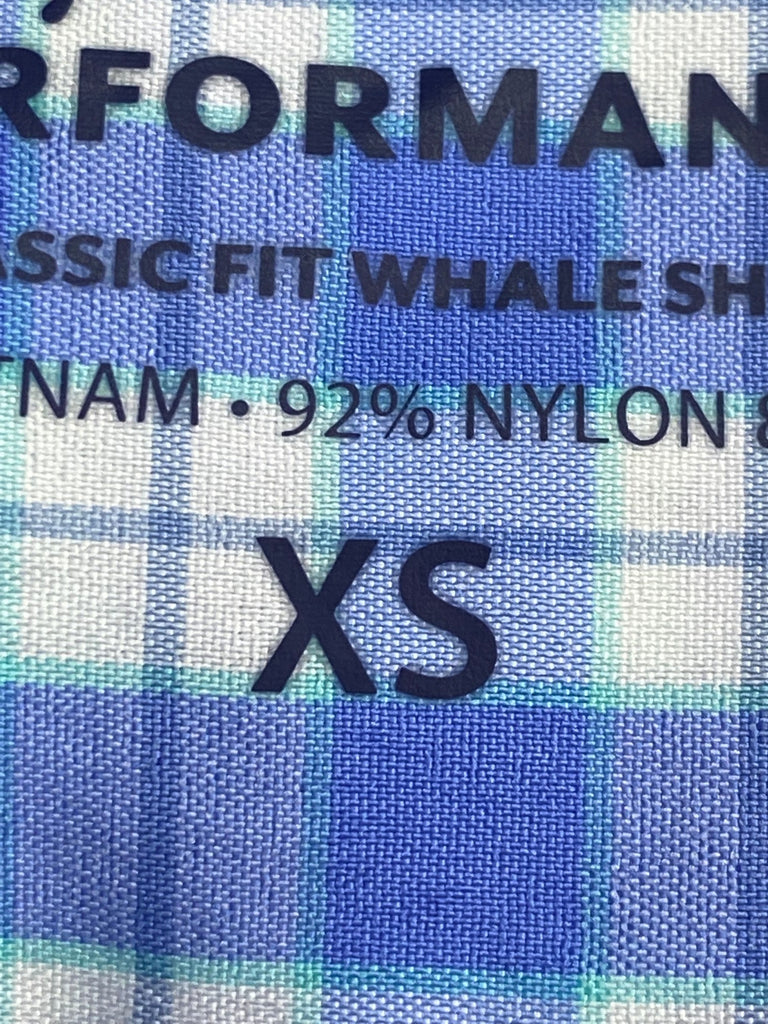 RFORMAN
ASSIC FIT WHALE SH
TNAM • 92% NYLON &
XS